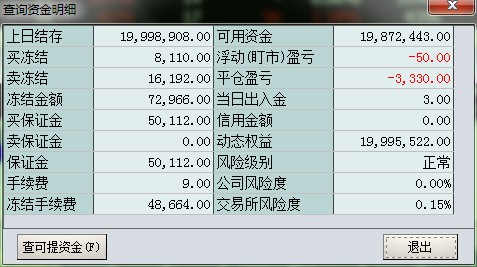 查询资金明细
上日结存 19,998,908.00 可用资金 19,872,443.00
买冻结 8,110.00 浮动(盯市)盈亏 -50.00
卖冻结 16,192.00 平仓盈亏 -3,330.00
冻结金额 72,966.00 当日出入金 3.00
买保证金 50,112.00 信用金额 0.00
卖保证金 0.00 动态权益 19,995,522.00
保证金 50,112.00 风险级别 正常
手续费 9.00 公司风险度 0.00%
冻结手续费 48,664.00 交易所风险度 0.15%
查可提资金(F) 退出